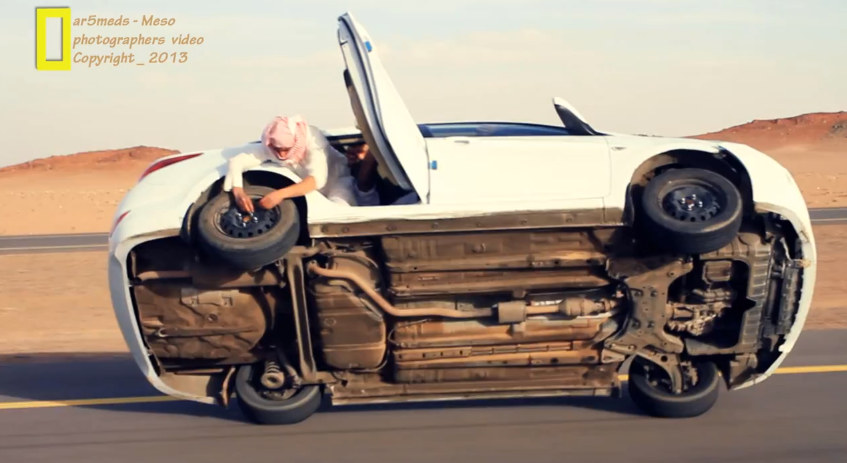 ar5meds - Meso
photographers video
Copyright _ 2013